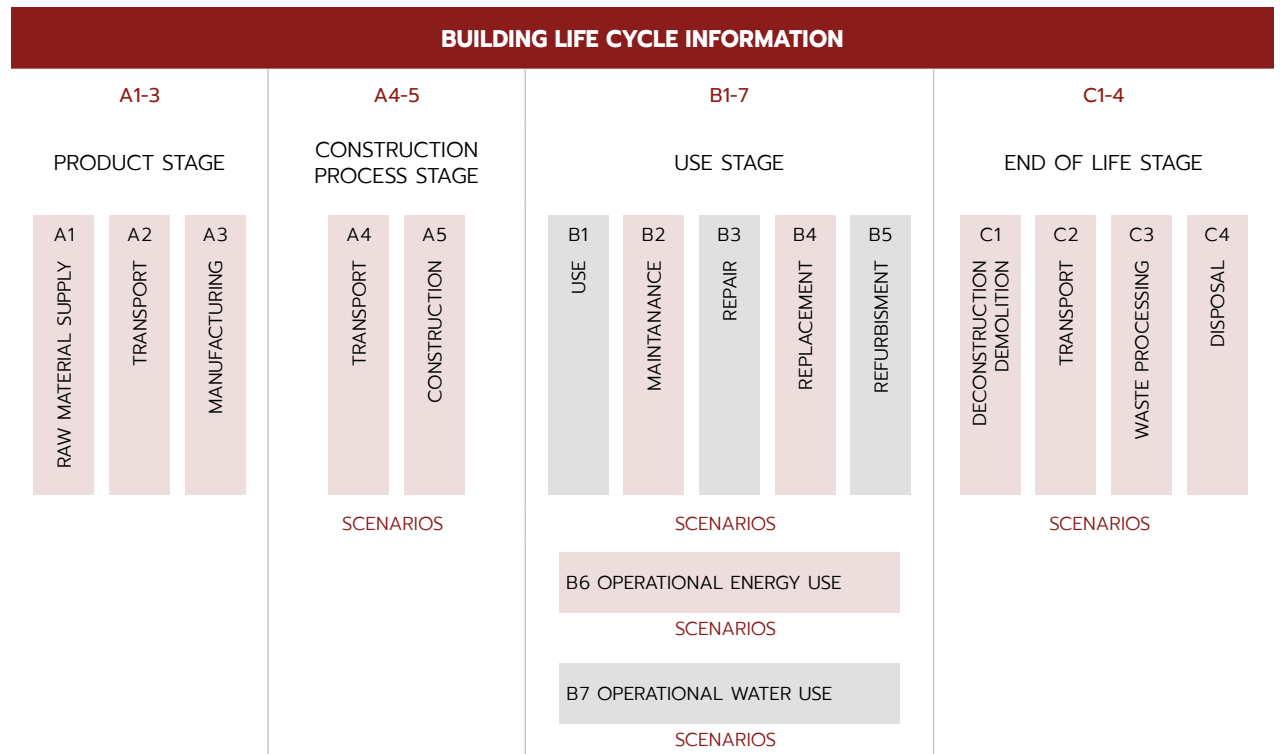 BUILDING LIFE CYCLE INFORMATION
A1-3
PRODUCT STAGE
A1
RAW MATERIAL SUPPLY
A2
TRANSPORT
A3
MANUFACTURING
A4-5
CONSTRUCTION
PROCESS STAGE
A4
TRANSPORT
A5
CONSTRUCTION
SCENARIOS
B1-7
USE STAGE
B1
USE
B2
MAINTANANCE
B3
REPAIR
B4
REPLACEMENT
B5
REFURBISMENT
SCENARIOS
B6 OPERATIONAL ENERGY USE
SCENARIOS
B7 OPERATIONAL WATER USE
SCENARIOS
C1-4
END OF LIFE STAGE
C1
DECONSTRUCTION
DEMOLITION
C2
TRANSPORT
C3
WASTE PROCESSING
C4
DISPOSAL
SCENARIOS